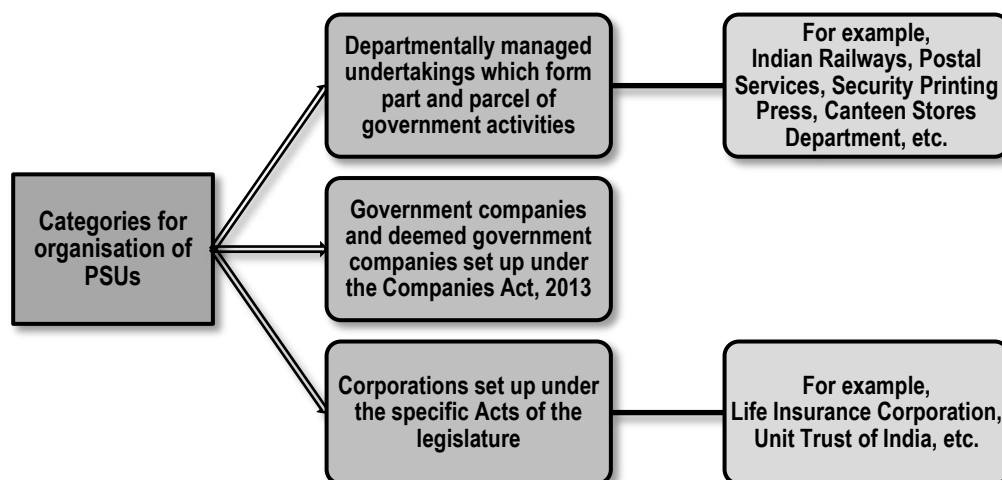 Categories for
organisation of
PSUs
Departmentally managed
undertakings which form
part and parcel of
government activities
For example,
Indian Railways, Postal
Services, Security Printing
Press, Canteen Stores
Department, etc.
Government companies
and deemed government
companies set up under
the Companies Act, 2013
Corporations set up under
the specific Acts of the
legislature
For example,
Life Insurance Corporation,
Unit Trust of India, etc.